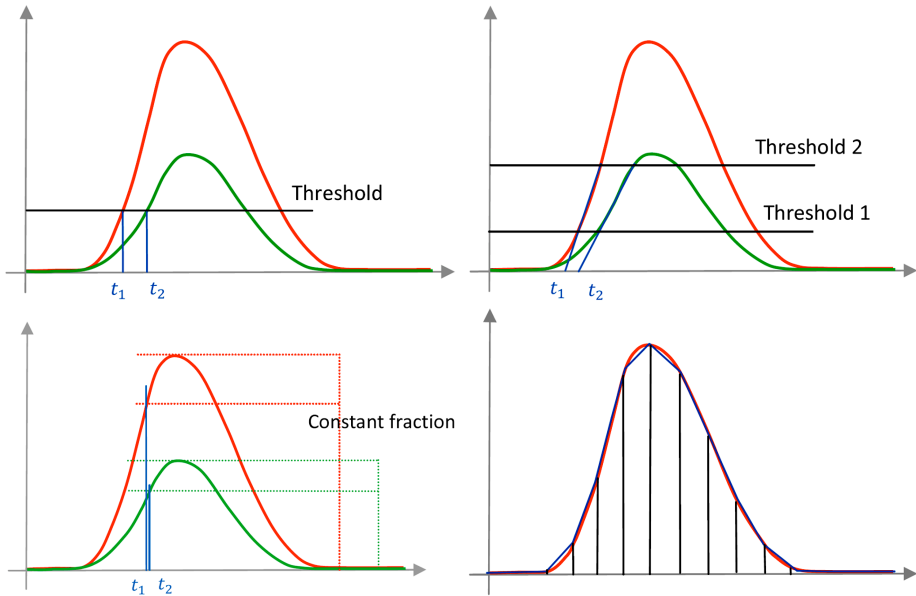 Threshold
t₁ t₂
Threshold 2
Threshold 1
t₁ t₂
Constant fraction
t₁ t₂